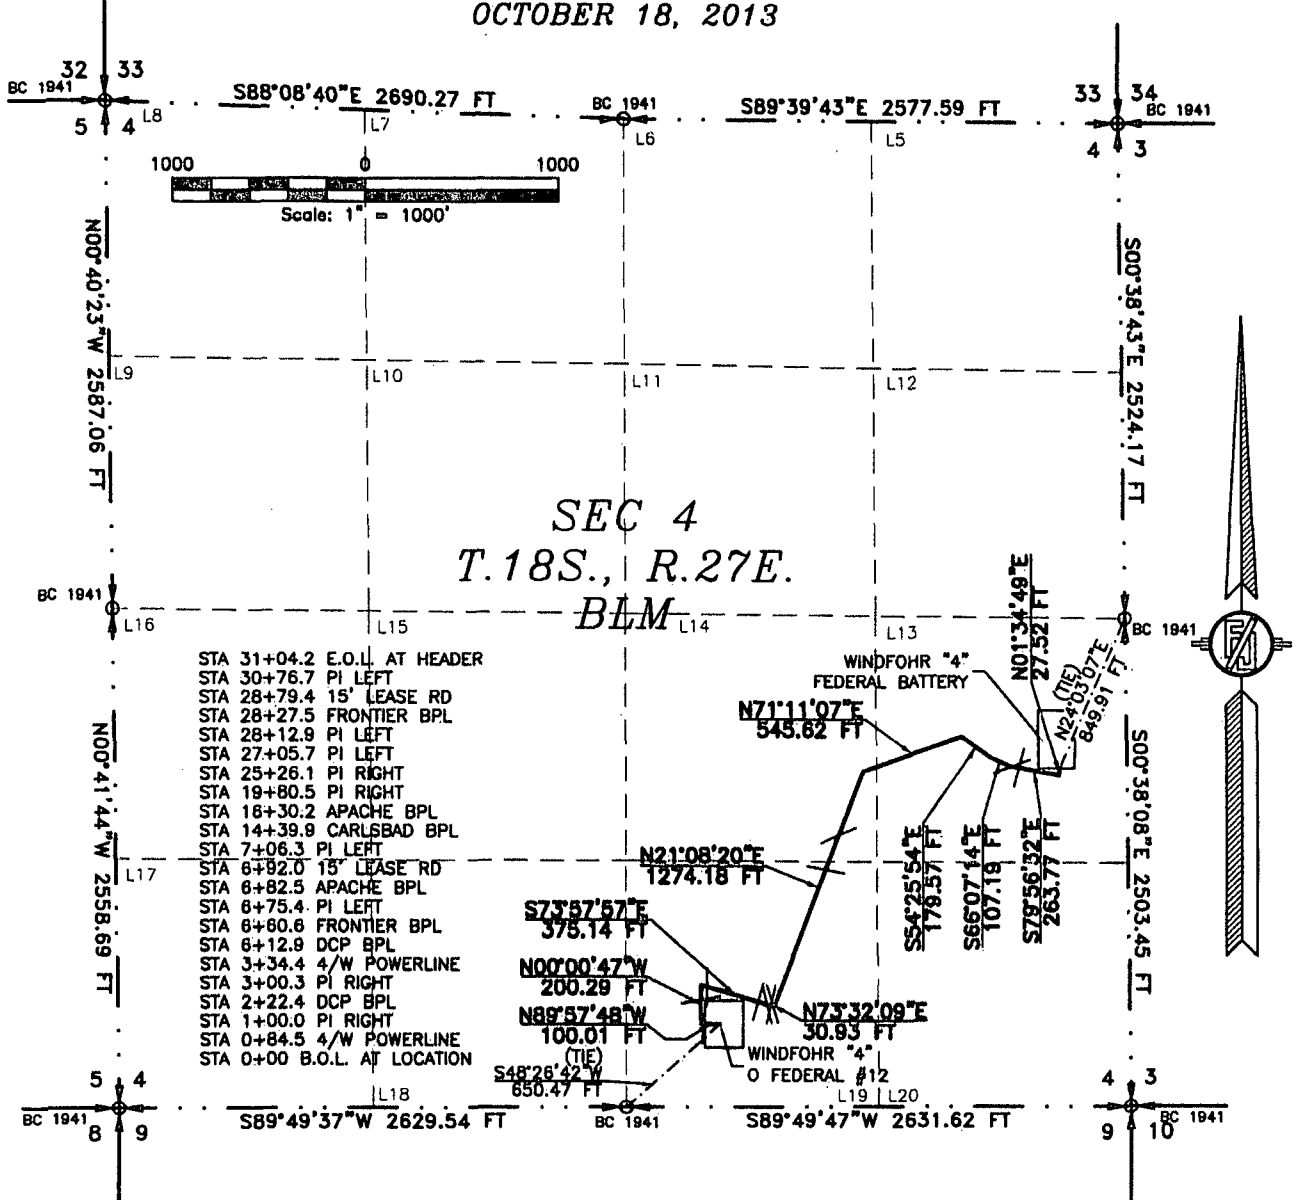 OCTOBER 18, 2013
32 33
BC 1941
5 4
L8
S88°08'40"E 2690.27 FT
L7
BC 1941
L6
S89°39'43"E 2577.59 FT
L5
33 34
BC 1941
4 3
1000 0 1000
Scale: 1" = 1000'
N00°40'23"W 2587.06 FT
S00°38'43"E 2524.17 FT
L9
L10
L11
L12
SEC 4
T.18S., R.27E.
BLM
BC 1941
L16
L15
L14
L13
BC 1941
N01°34'49"E
27.52 FT
(TIE)
N24°03'07"E
849.91 FT
WINDFOHR "4"
FEDERAL BATTERY
STA 31+04.2 E.O.L. AT HEADER
STA 30+76.7 PI LEFT
STA 28+79.4 15' LEASE RD
STA 28+27.5 FRONTIER BPL
STA 28+12.9 PI LEFT
STA 27+05.7 PI LEFT
STA 25+26.1 PI RIGHT
STA 19+80.5 PI RIGHT
STA 16+30.2 APACHE BPL
STA 14+39.9 CARLSBAD BPL
STA 7+06.3 PI LEFT
STA 6+92.0 15' LEASE RD
STA 6+82.5 APACHE BPL
STA 6+75.4 PI LEFT
STA 6+60.6 FRONTIER BPL
STA 6+12.9 DCP BPL
STA 3+34.4 4/W POWERLINE
STA 3+00.3 PI RIGHT
STA 2+22.4 DCP BPL
STA 1+00.0 PI RIGHT
STA 0+84.5 4/W POWERLINE
STA 0+00 B.O.L. AT LOCATION
N71°11'07"E
545.62 FT
N21°08'20"E
1274.18 FT
S54°25'54"E
179.57 FT
S66°07'14"E
107.19 FT
S79°56'32"E
263.77 FT
S73°57'57"E
375.14 FT
N00°00'47"W
200.29 FT
N89°57'48"W
100.01 FT
(TIE)
S48°26'42"W
650.47 FT
N73°32'09"E
30.93 FT
WINDFOHR "4"
O FEDERAL #12
N00°41'44"W 2558.69 FT
L17
S00°38'08"E 2503.45 FT
5 4
BC 1941
8 9
L18
S89°49'37"W 2629.54 FT
BC 1941
L19
L20
S89°49'47"W 2631.62 FT
4 3
BC 1941
9 10